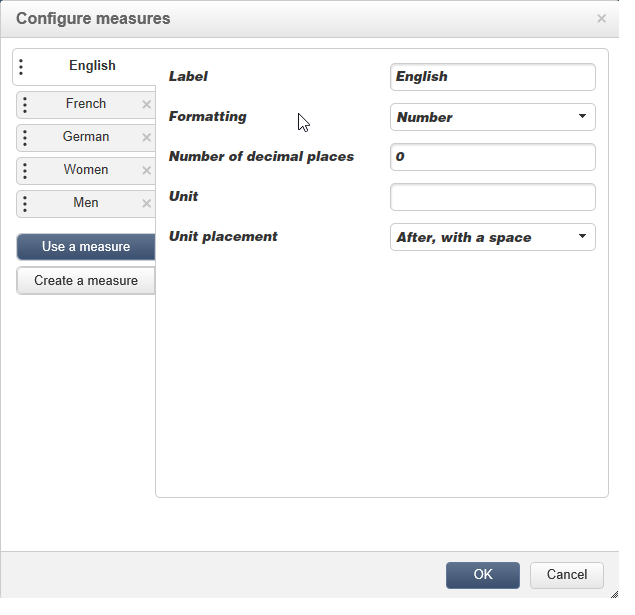 Configure measures
English
French
German
Women
Men
Use a measure
Create a measure
Label English
Formatting Number
Number of decimal places 0
Unit
Unit placement After, with a space
OK Cancel